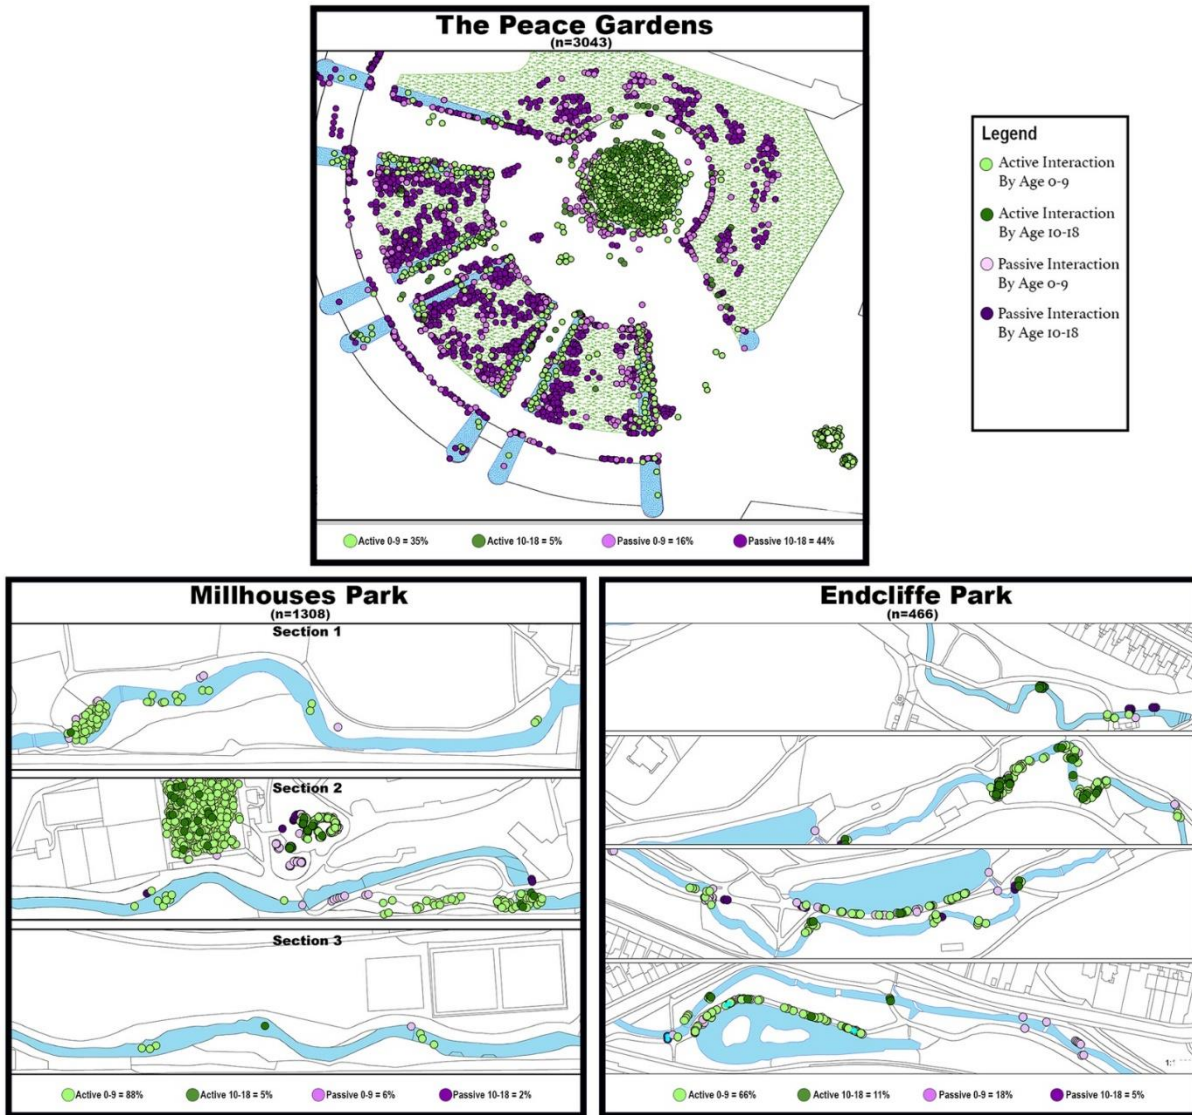 The Peace Gardens
(n=3043)
Legend
Active Interaction
By Age 0-9
Active Interaction
By Age 10-18
Passive Interaction
By Age 0-9
Passive Interaction
By Age 10-18
Active 0-9 = 35% Active 10-18 = 5% Passive 0-9 = 16% Passive 10-18 = 44%
Millhouses Park
(n=1308)
Section 1
Section 2
Section 3
Active 0-9 = 88% Active 10-18 = 5% Passive 0-9 = 6% Passive 10-18 = 2%
Endcliffe Park
(n=466)
Active 0-9 = 66% Active 10-18 = 11% Passive 0-9 = 18% Passive 10-18 = 5%